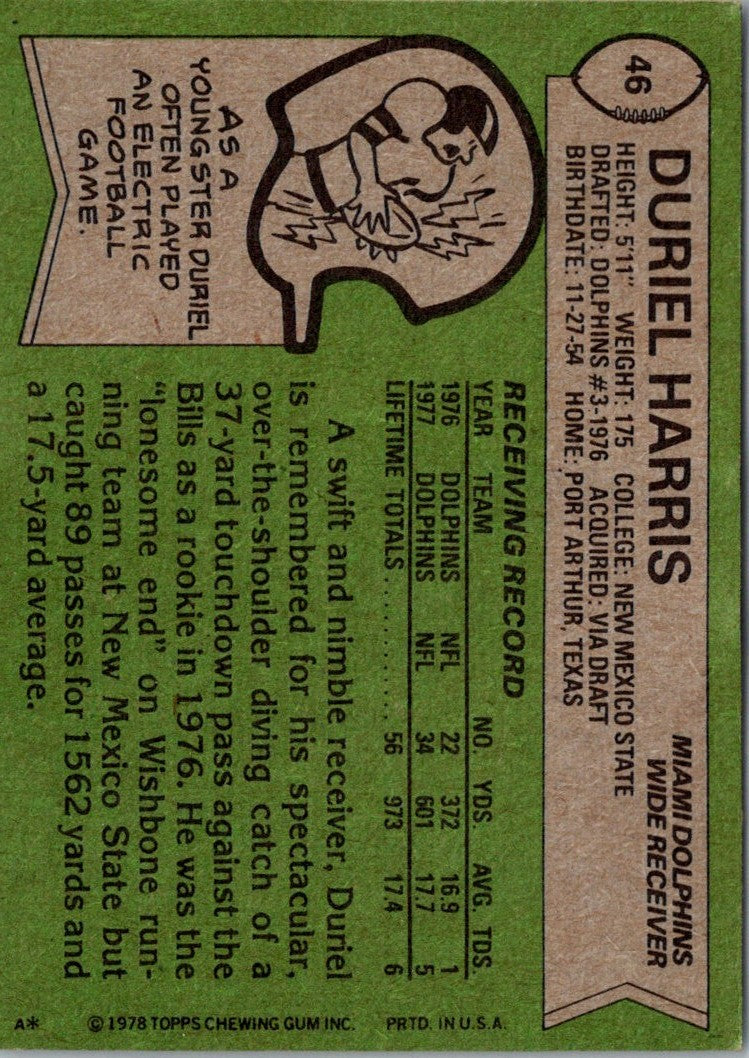 46
DURIEL HARRIS
MIAMI DOLPHINS
WIDE RECEIVER
HEIGHT: 5'11" WEIGHT: 175 COLLEGE: NEW MEXICO STATE
DRAFTED: DOLPHINS #3-1976 ACQUIRED: VIA DRAFT
BIRTHDATE: 11-27-54 HOME: PORT ARTHUR, TEXAS
AS A
YOUNGSTER DURIEL
OFTEN PLAYED
AN ELECTRIC
FOOTBALL
GAME.
RECEIVING RECORD
YEAR TEAM NO. YDS. AVG. TDS.
1976 DOLPHINS NFL 22 372 16.9 1
1977 DOLPHINS NFL 34 601 17.7 5
LIFETIME TOTALS............. 56 973 17.4 6
A swift and nimble receiver, Duriel
is remembered for his spectacular,
over-the-shoulder diving catch of a
37-yard touchdown pass against the
Bills as a rookie in 1976. He was the
"lonesome end" on Wishbone run-
ning team at New Mexico State but
caught 89 passes for 1562 yards and
a 17.5-yard average.
A* © 1978 TOPPS CHEWING GUM INC. PRTD. IN U.S.A.